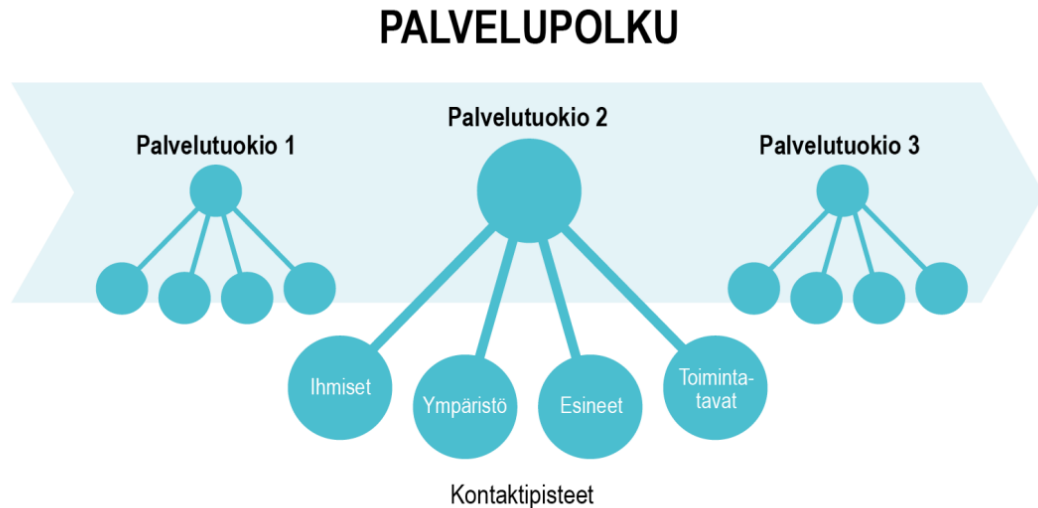 PALVELUPOLKU
Palvelutuokio 1
Palvelutuokio 2
Palvelutuokio 3
Ihmiset
Ympäristö
Esineet
Toiminta-
tavat
Kontaktipisteet